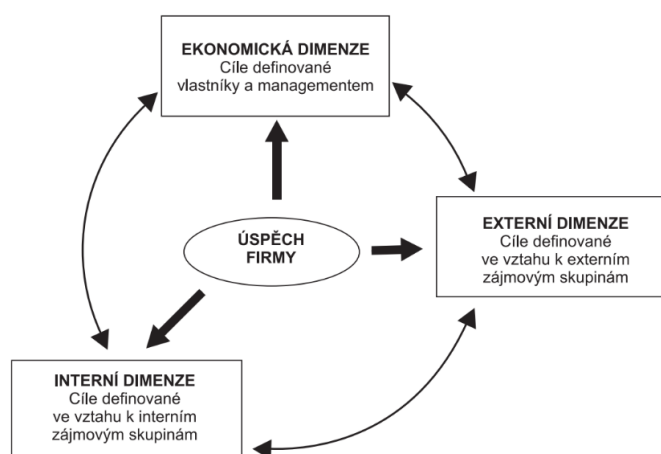 EKONOMICKÁ DIMENZE
Cíle definované
vlastníky a managementem
ÚSPĚCH
FIRMY
EXTERNÍ DIMENZE
Cíle definované
ve vztahu k externím
zájmovým skupinám
INTERNÍ DIMENZE
Cíle definované
ve vztahu k interním
zájmovým skupinám